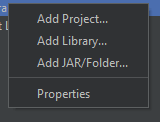 Add Project...
Add Library...
Add JAR/Folder...
Properties